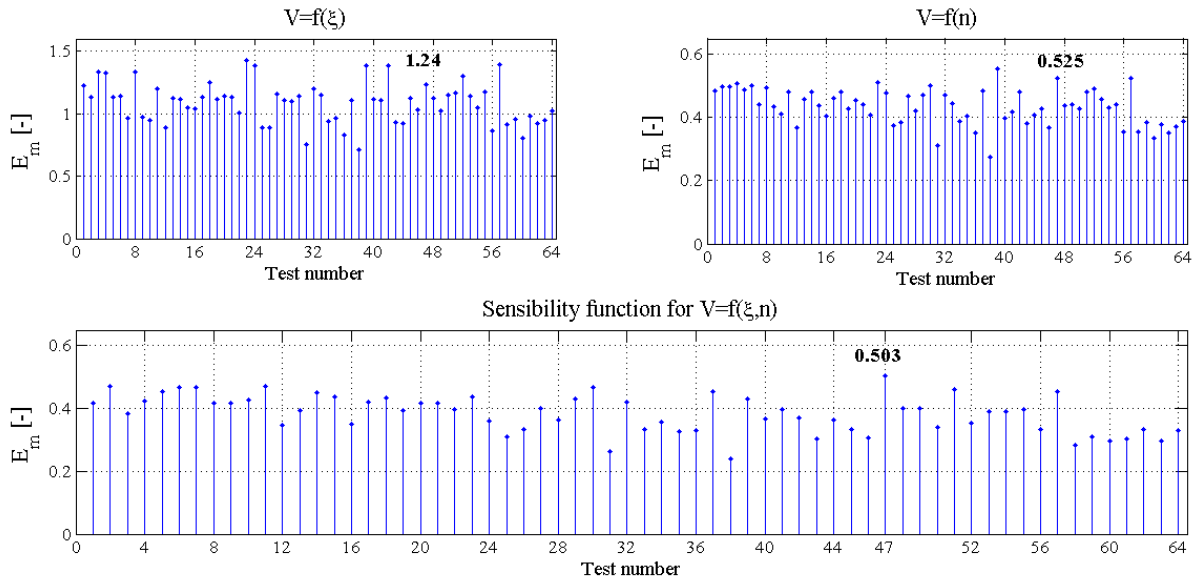 V=f(ξ)
1.5
1
0.5
0
E_m [-]
1.24
0 8 16 24 32 40 48 56 64
Test number
V=f(n)
0.6
0.4
0.2
0
E_m [-]
0.525
0 8 16 24 32 40 48 56 64
Test number
Sensibility function for V=f(ξ,n)
0.6
0.4
0.2
0
E_m [-]
0.503
0 4 8 12 16 20 24 28 32 36 40 44 47 52 56 60 64
Test number